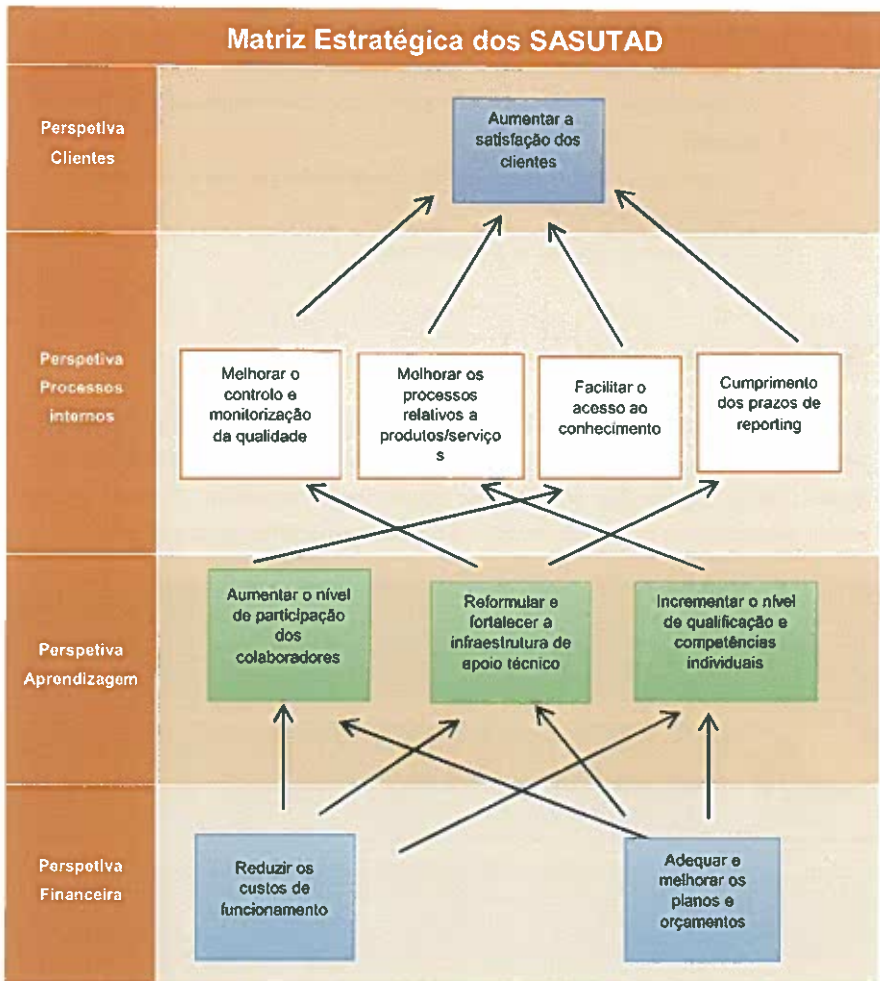 Matriz Estratégica dos SASUTAD
Perspetiva
Clientes
Aumentar a
satisfação dos
clientes
Perspetiva
Processos
internos
Melhorar o
controlo e
monitorização
da qualidade
Melhorar os
processos
relativos a
produtos/serviço
s
Facilitar o
acesso ao
conhecimento
Cumprimento
dos prazos de
reporting
Perspetiva
Aprendizagem
Aumentar o nível
de participação
dos
colaboradores
Reformular e
fortalecer a
infraestrutura de
apoio técnico
Incrementar o nível
de qualificação e
competências
individuais
Perspetiva
Financeira
Reduzir os
custos de
funcionamento
Adequar e
melhorar os
planos e
orçamentos